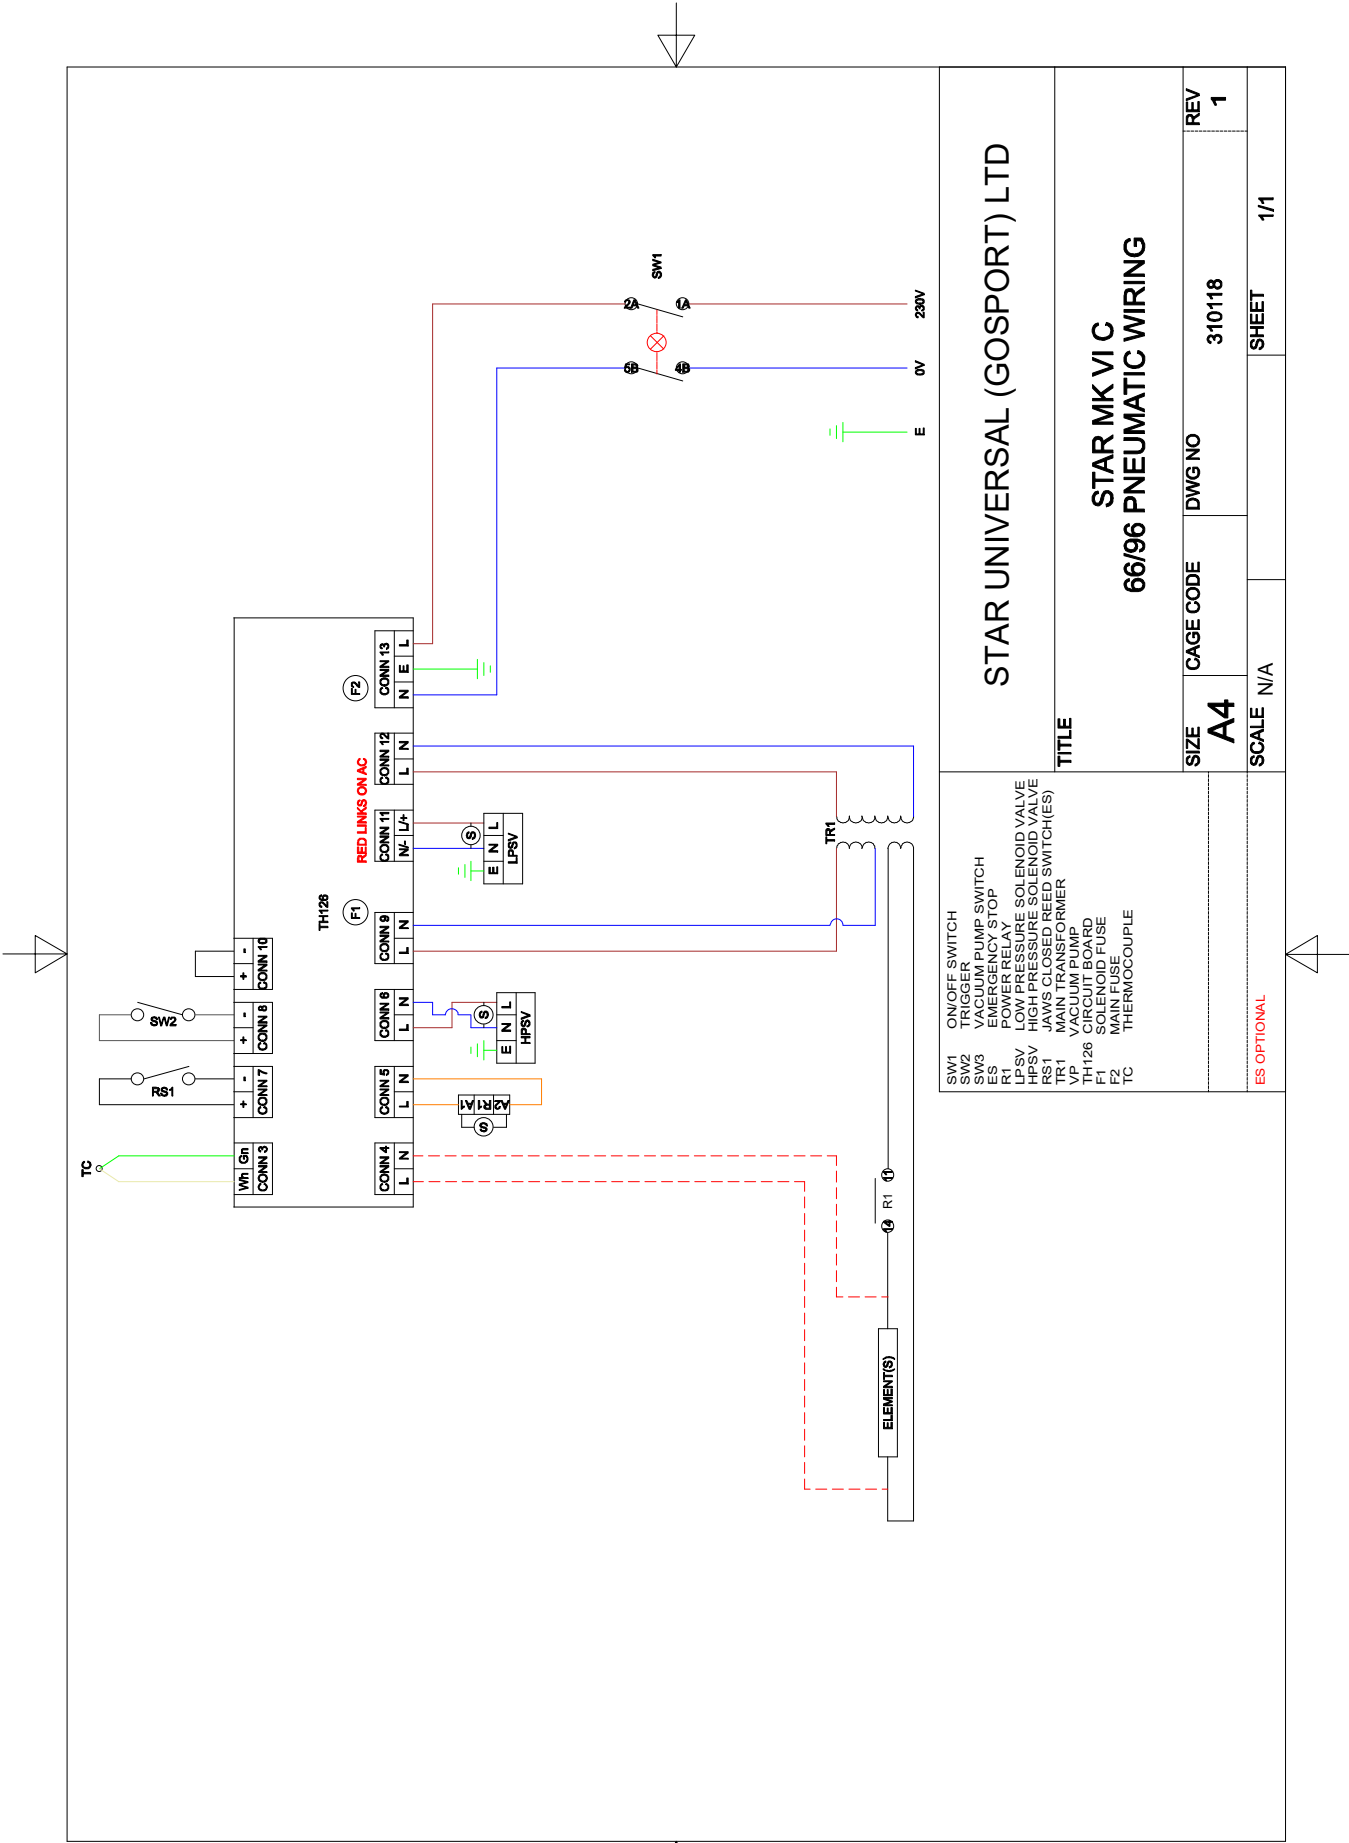 TC
Wh Gn
CONN 3
RS1
+ -
CONN 7
SW2
+ -
CONN 8
+ -
CONN 10
TH126
F1
RED LINKS ON AC
F2
CONN 4
L N
CONN 5
L N
CONN 6
L N
CONN 9
L N
CONN 11
N/- L/+
CONN 12
L N
CONN 13
N E L
A1 R1 A2
S
S
E N L
HPSV
S
E N L
LPSV
5B 2A
SW1
4B 1A
E 0V 230V
TR1
ELEMENT(S)
14 R1 11
SW1 ON/OFF SWITCH
SW2 TRIGGER
SW3 VACUUM PUMP SWITCH
ES EMERGENCY STOP
R1 POWER RELAY
LPSV LOW PRESSURE SOLENOID VALVE
HPSV HIGH PRESSURE SOLENOID VALVE
RS1 JAWS CLOSED REED SWITCH(ES)
TR1 MAIN TRANSFORMER
VP VACUUM PUMP
TH126 CIRCUIT BOARD
F1 SOLENOID FUSE
F2 MAIN FUSE
TC THERMOCOUPLE
ES OPTIONAL
STAR UNIVERSAL (GOSPORT) LTD
TITLE
STAR MK VI C
66/96 PNEUMATIC WIRING
SIZE
A4
CAGE CODE
DWG NO
310118
REV
1
SCALE N/A
SHEET 1/1